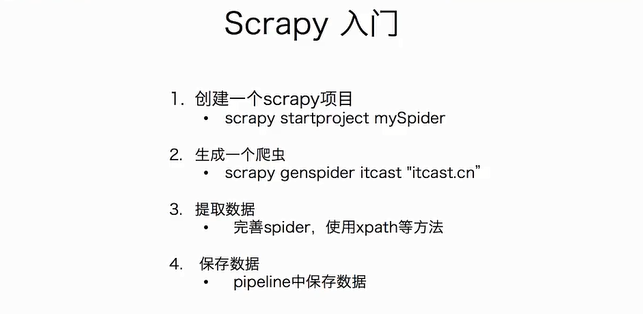 Scrapy 入门
1. 创建一个scrapy项目
• scrapy startproject mySpider
2. 生成一个爬虫
• scrapy genspider itcast "itcast.cn”
3. 提取数据
• 完善spider，使用xpath等方法
4. 保存数据
• pipeline中保存数据